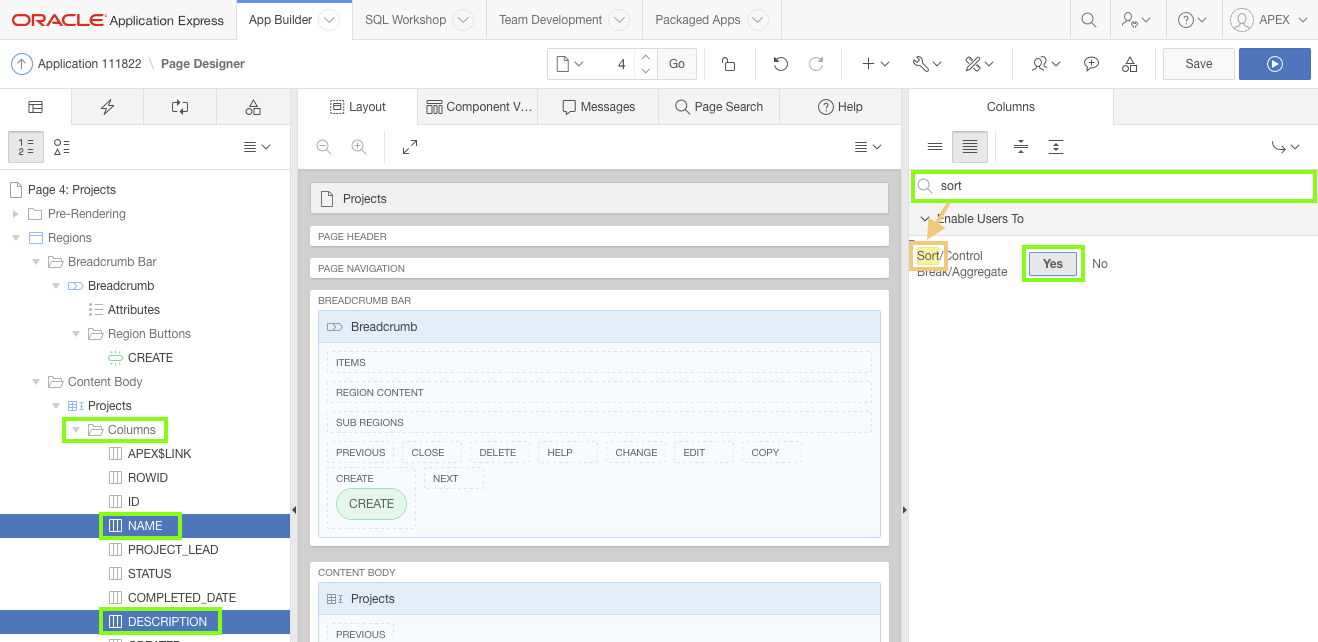 ORACLE® Application Express
App Builder
SQL Workshop
Team Development
Packaged Apps
APEX
Application 111822 \ Page Designer
4
Go
Save
Layout
Component V...
Messages
Page Search
Help
Columns
1 =
2 =
Page 4: Projects
Pre-Rendering
Regions
Breadcrumb Bar
Breadcrumb
Attributes
Region Buttons
CREATE
Content Body
Projects
Columns
APEX$LINK
ROWID
ID
NAME
PROJECT_LEAD
STATUS
COMPLETED_DATE
DESCRIPTION
Projects
PAGE HEADER
PAGE NAVIGATION
BREADCRUMB BAR
Breadcrumb
ITEMS
REGION CONTENT
SUB REGIONS
PREVIOUS
CLOSE
DELETE
HELP
CHANGE
EDIT
COPY
CREATE
NEXT
CREATE
CONTENT BODY
Projects
PREVIOUS
sort
Enable Users To
Sort/Control
Break/Aggregate
Yes
No